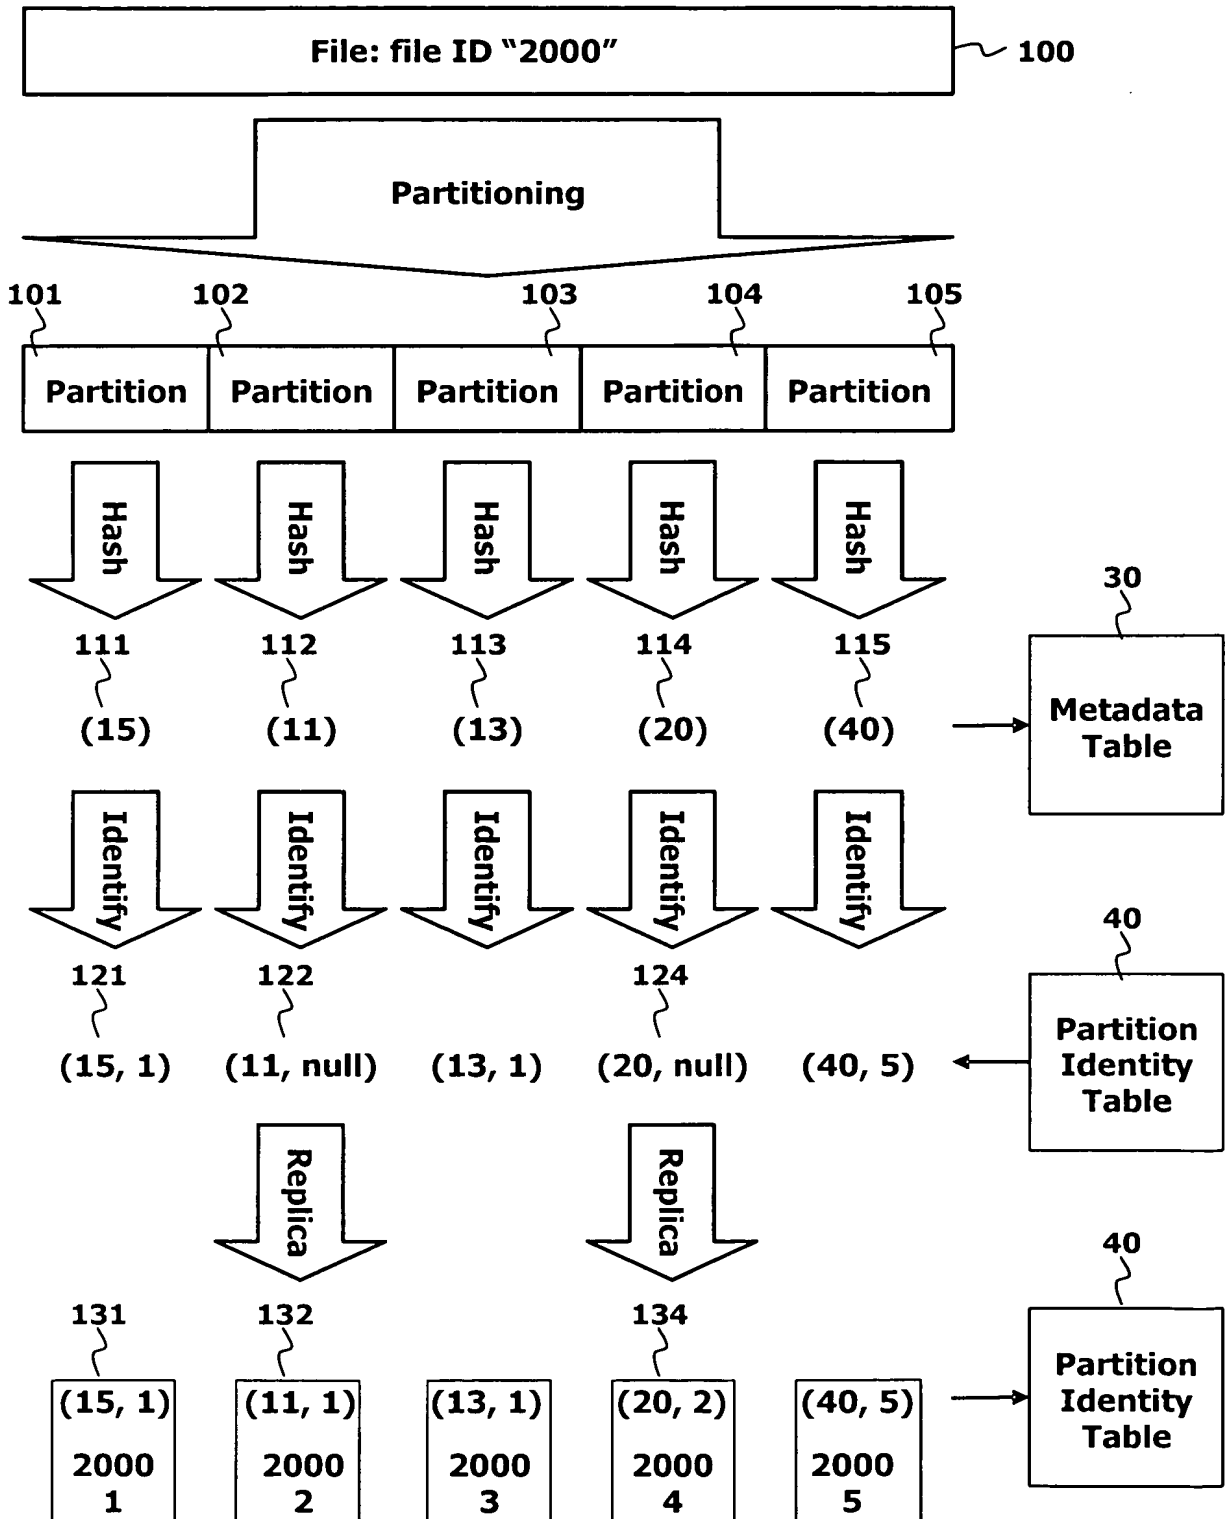 File: file ID “2000”
100
Partitioning
101 102 103 104 105
Partition Partition Partition Partition Partition
Hash Hash Hash Hash Hash
30
111 112 113 114 115
(15) (11) (13) (20) (40)
Metadata
Table
Identify Identify Identify Identify Identify
40
121 122 124
(15, 1) (11, null) (13, 1) (20, null) (40, 5)
Partition
Identity
Table
Replica Replica
40
131 132 134
(15, 1) (11, 1) (13, 1) (20, 2) (40, 5)
Partition
Identity
Table
2000 2000 2000 2000 2000
1 2 3 4 5